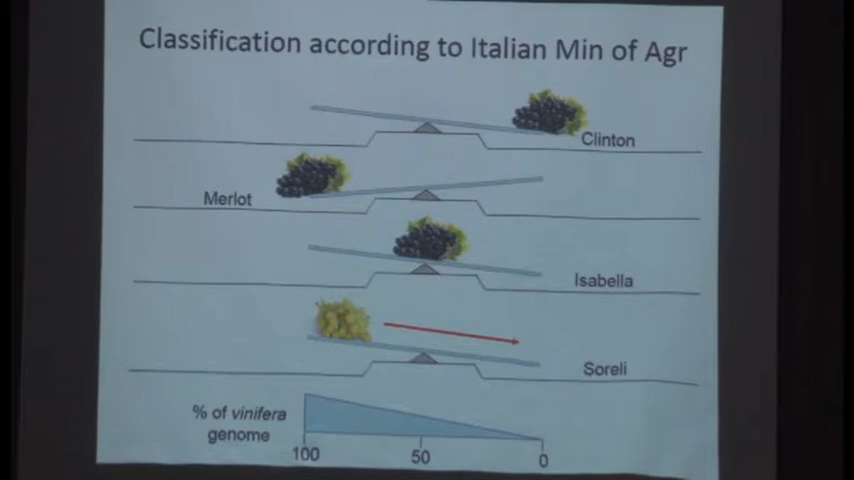 Classification according to Italian Min of Agr
Clinton
Merlot
Isabella
Soreli
% of vinifera
genome
100 50 0